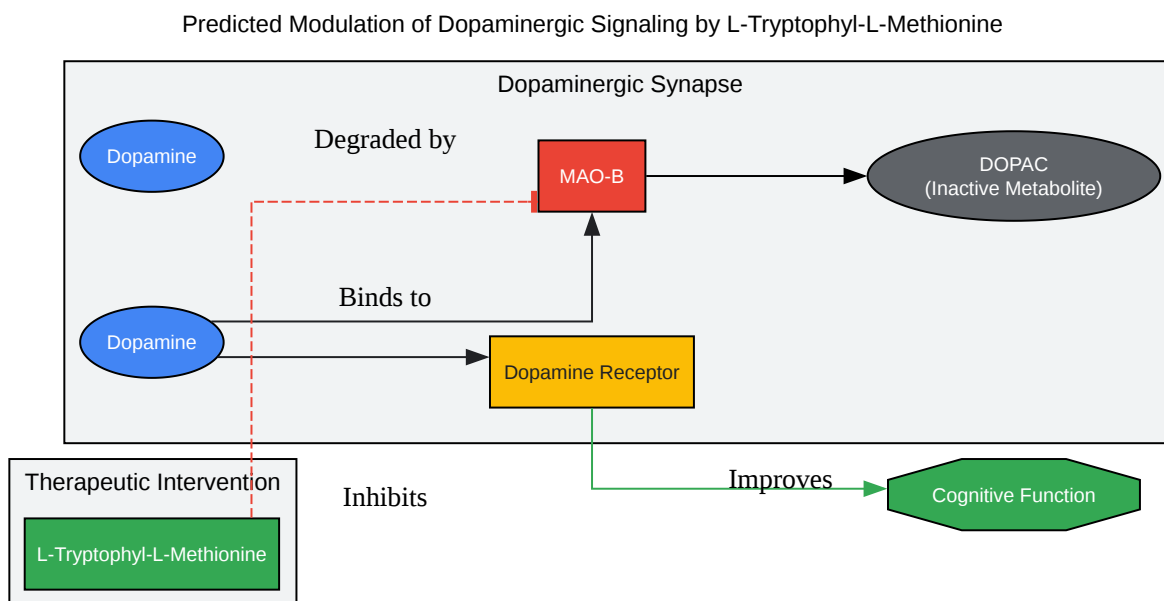 Predicted Modulation of Dopaminergic Signaling by L-Tryptophyl-L-Methionine
Dopaminergic Synapse
Dopamine
Degraded by
MAO-B
DOPAC
(Inactive Metabolite)
Binds to
Dopamine
Dopamine Receptor
Therapeutic Intervention
Inhibits
Improves
Cognitive Function
L-Tryptophyl-L-Methionine